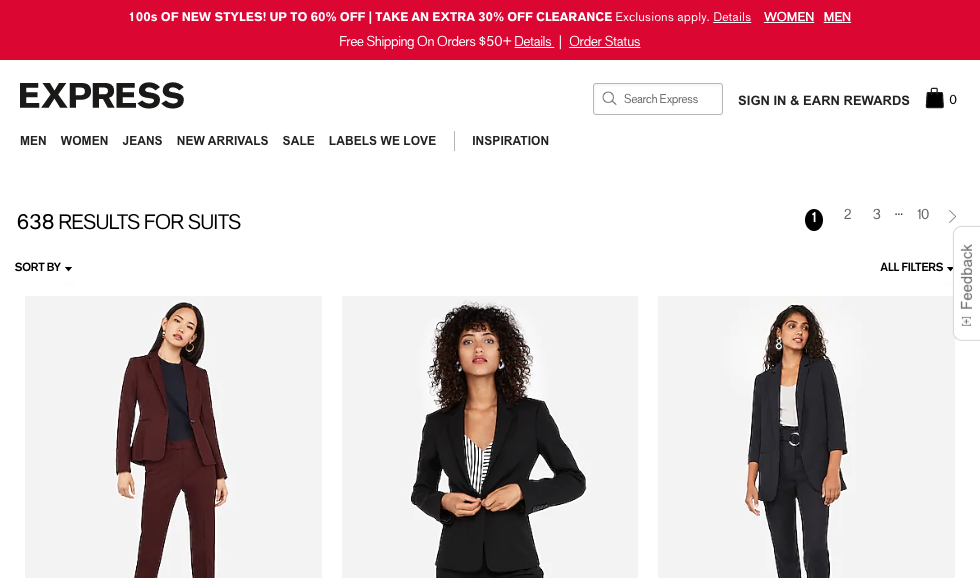 100s OF NEW STYLES! UP TO 60% OFF | TAKE AN EXTRA 30% OFF CLEARANCE Exclusions apply. Details WOMEN MEN
Free Shipping On Orders $50+ Details | Order Status
EXPRESS
Search Express
SIGN IN & EARN REWARDS
0
MEN WOMEN JEANS NEW ARRIVALS SALE LABELS WE LOVE | INSPIRATION
638 RESULTS FOR SUITS
1 2 3 ... 10
SORT BY
ALL FILTERS
[+] Feedback